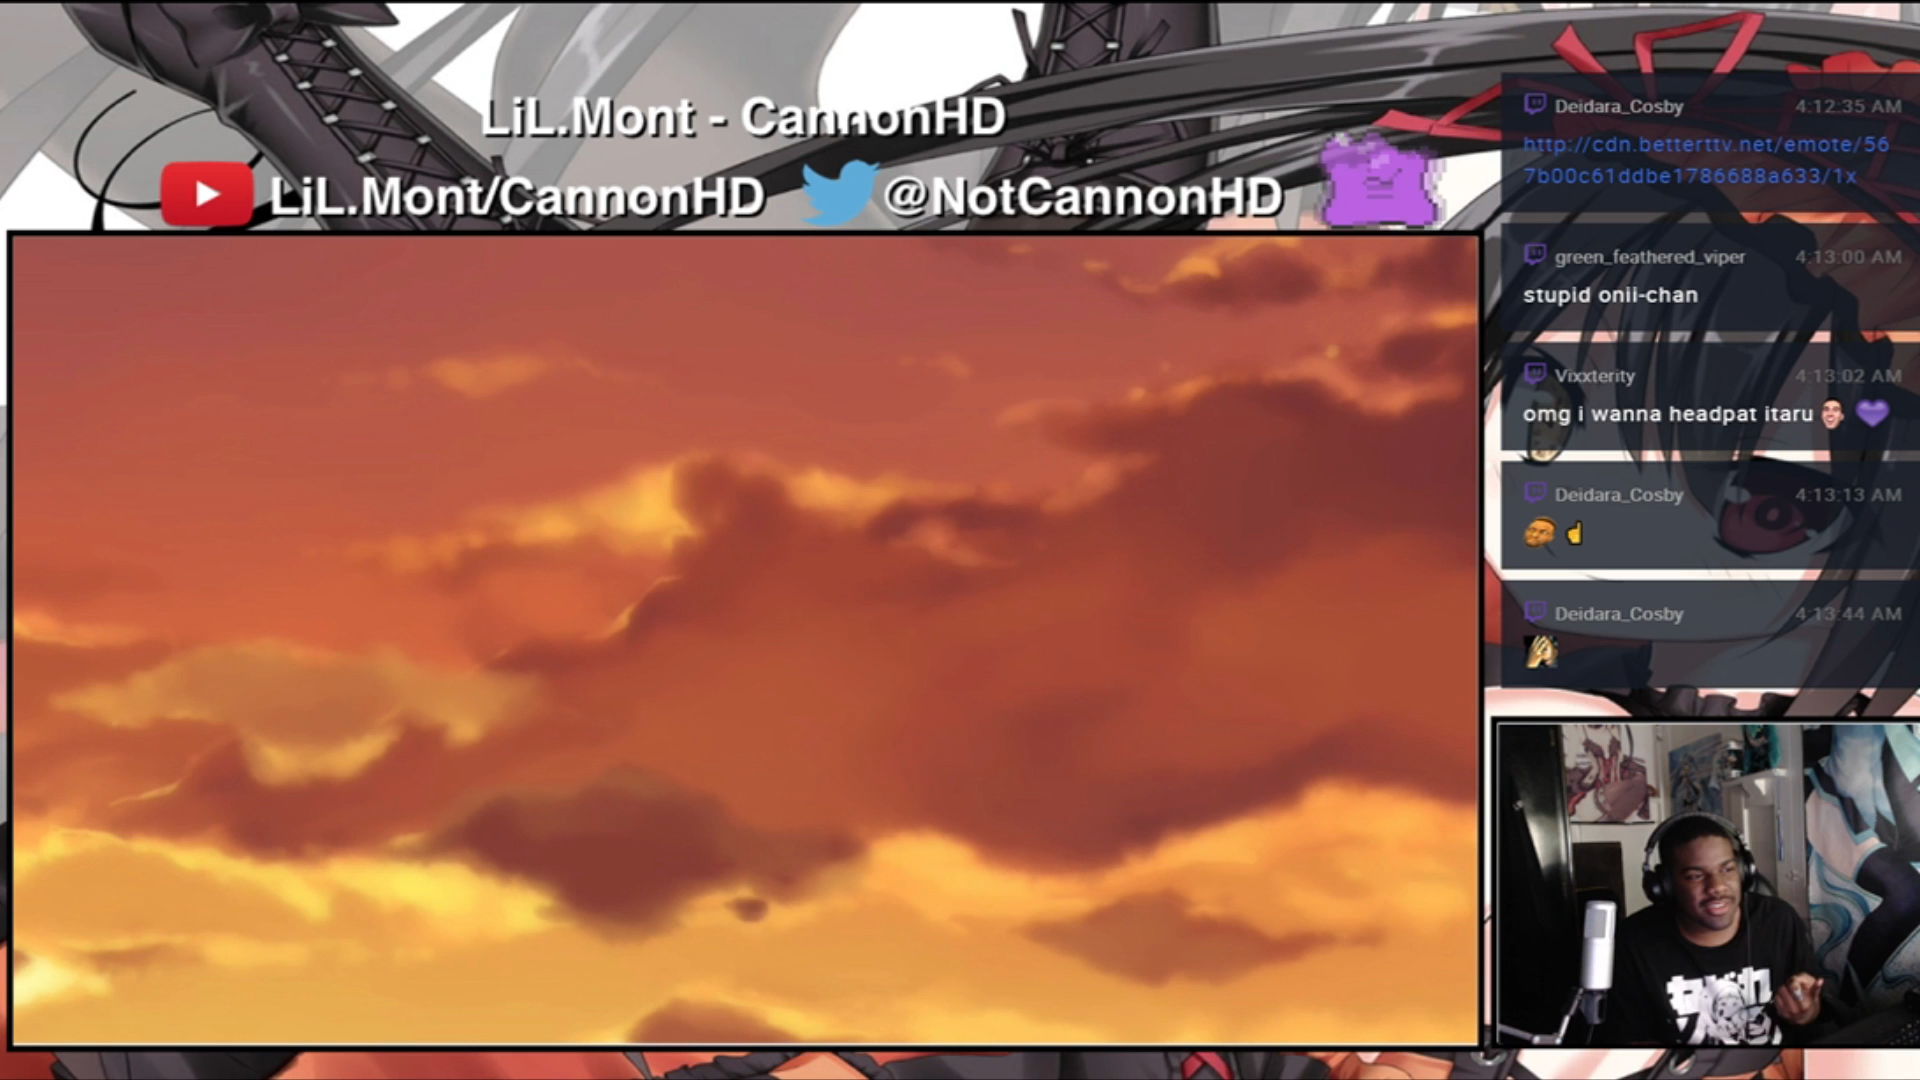 LiL.Mont - CannonHD
LiL.Mont/CannonHD @NotCannonHD
Deidara_Cosby 4:12:35 AM
http://cdn.betterttv.net/emote/56
7b00c61ddbe1786688a633/1x
green_feathered_viper 4:13:00 AM
stupid onii-chan
Vixxterity 4:13:02 AM
omg i wanna headpat itaru
Deidara_Cosby 4:13:13 AM
Deidara_Cosby 4:13:44 AM